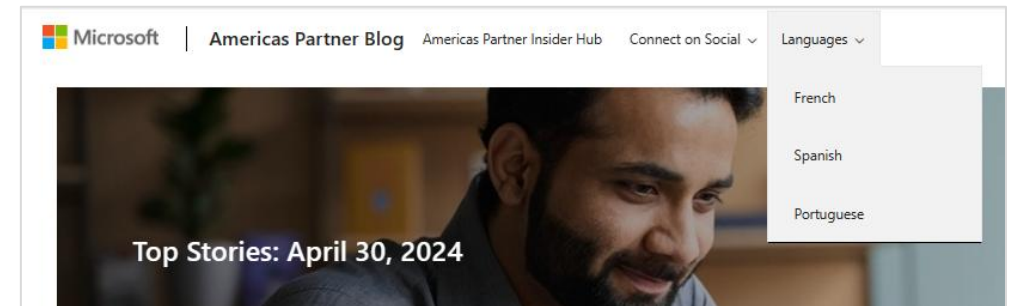 Microsoft | Americas Partner Blog Americas Partner Insider Hub Connect on Social Languages
French
Spanish
Portuguese
Top Stories: April 30, 2024